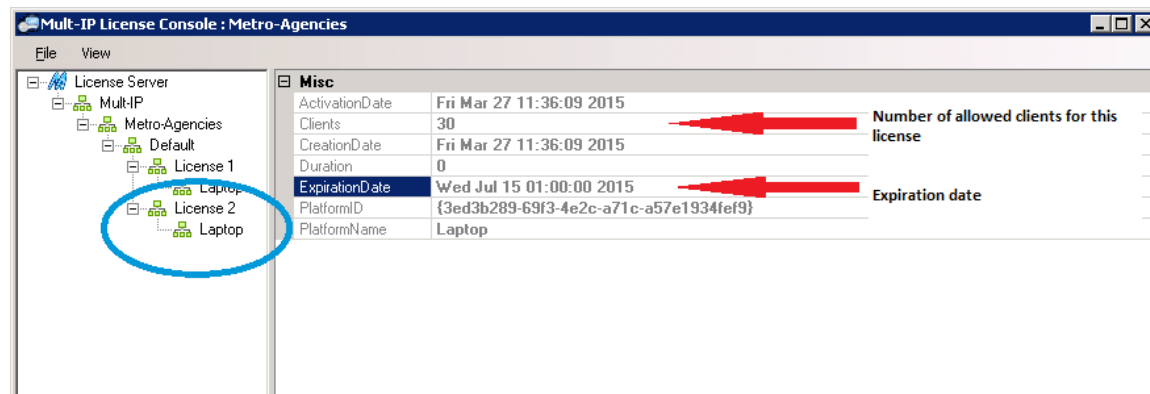 Mult-IP License Console : Metro-Agencies
File View
License Server
Mult-IP
Metro-Agencies
Default
License 1
Laptop
License 2
Laptop
Misc
ActivationDate Fri Mar 27 11:36:09 2015
Clients 30
CreationDate Fri Mar 27 11:36:09 2015
Duration 0
ExpirationDate Wed Jul 15 01:00:00 2015
PlatformID {3ed3b289-69f3-4e2c-a71c-a57e1934fef9}
PlatformName Laptop
Number of allowed clients for this
license
Expiration date